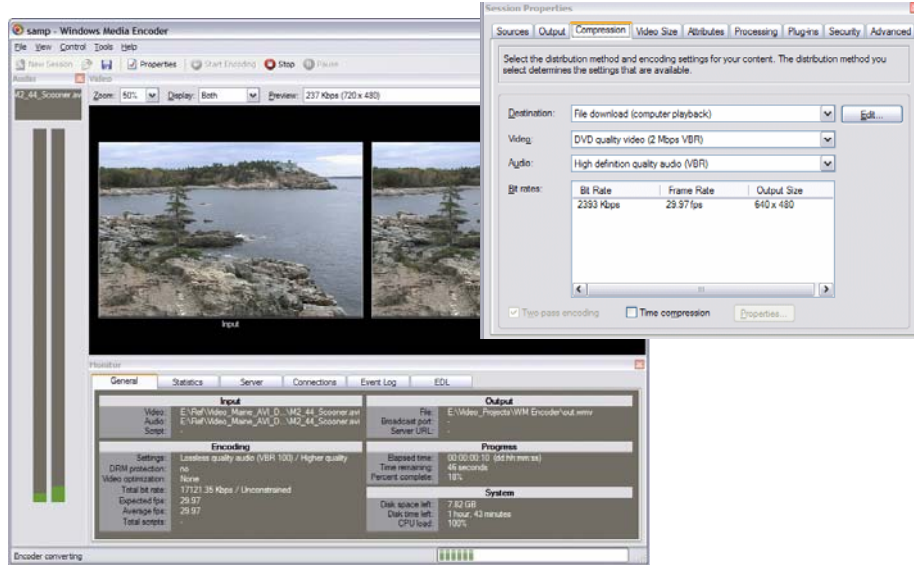 samp - Windows Media Encoder
File View Control Tools Help
New Session Properties Start Encoding Stop Pause
Audio Video
M2_44_Scooner.av
Zoom: 50% Display: Both Preview: 237 Kbps (720 x 480)
Input
Monitor
General Statistics Server Connections Event Log EDL
Input
Video: E:\Ref\Video_Maine_AVI_D...\M2_44_Scooner.avi
Audio: E:\Ref\Video_Maine_AVI_D...\M2_44_Scooner.avi
Script: -
Encoding
Settings: Lossless quality audio (VBR 100) / Higher quality
DRM protection: no
Video optimization: None
Total bit rate: 17121.35 Kbps / Unconstrained
Expected fps: 29.97
Average fps: 29.97
Total scripts: -
Output
File: E:\Video_Projects\WM Encoder\out.wmv
Broadcast port: -
Server URL: -
Progress
Elapsed time: 00:00:00:10 (dd:hh:mm:ss)
Time remaining: 46 seconds
Percent complete: 18%
System
Disk space left: 7.82 GB
Disk time left: 1 hour, 43 minutes
CPU load: 100%
Encoder converting
Session Properties
Sources Output Compression Video Size Attributes Processing Plug-ins Security Advanced
Select the distribution method and encoding settings for your content. The distribution method you
select determines the settings that are available.
Destination: File download (computer playback) Edit...
Video: DVD quality video (2 Mbps VBR)
Audio: High definition quality audio (VBR)
Bit rates: Bit Rate Frame Rate Output Size
2393 Kbps 29.97 fps 640 x 480
Two pass encoding Time compression Properties...